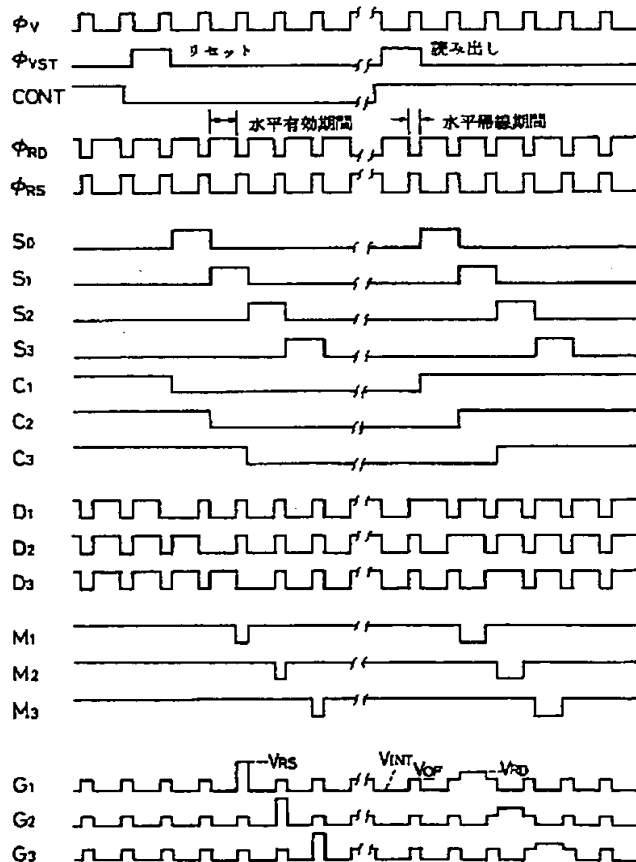 φV
φVST リセット 読み出し
CONT
水平有効期間 水平帰線期間
φRD
φRS
S0
S1
S2
S3
C1
C2
C3
D1
D2
D3
M1
M2
M3
VRS VINT VOF VRD
G1
G2
G3